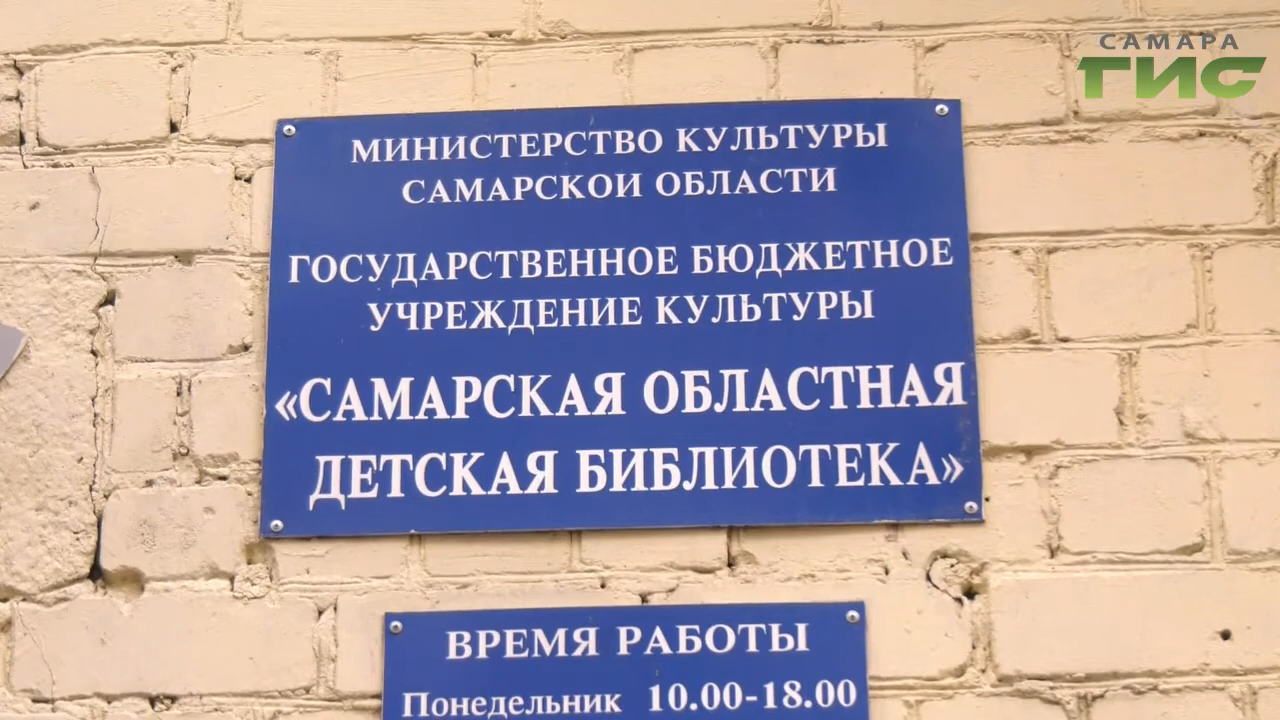 САМАРА
ГИС
МИНИСТЕРСТВО КУЛЬТУРЫ
САМАРСКОИ ОБЛАСТИ
ГОСУДАРСТВЕННОЕ БЮДЖЕТНОЕ
УЧРЕЖДЕНИЕ КУЛЬТУРЫ
«САМАРСКАЯ ОБЛАСТНАЯ
ДЕТСКАЯ БИБЛИОТЕКА»
ВРЕМЯ РАБОТЫ
Понедельник 10.00-18.00